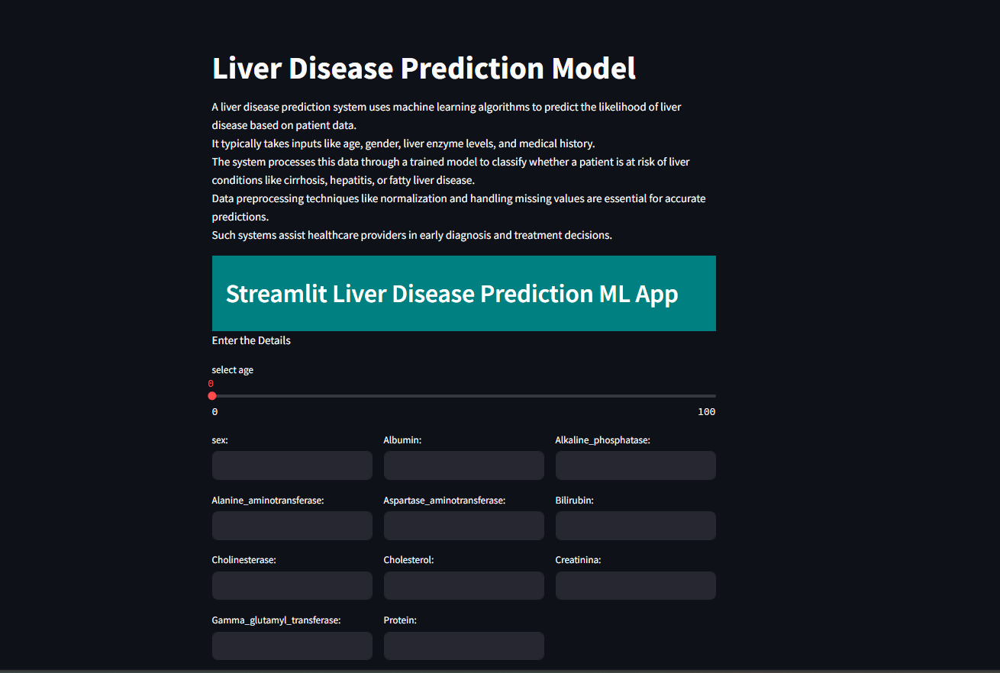 Liver Disease Prediction Model
A liver disease prediction system uses machine learning algorithms to predict the likelihood of liver
disease based on patient data.
It typically takes inputs like age, gender, liver enzyme levels, and medical history.
The system processes this data through a trained model to classify whether a patient is at risk of liver
conditions like cirrhosis, hepatitis, or fatty liver disease.
Data preprocessing techniques like normalization and handling missing values are essential for accurate
predictions.
Such systems assist healthcare providers in early diagnosis and treatment decisions.
Streamlit Liver Disease Prediction ML App
Enter the Details
select age
0
0 100
sex: Albumin: Alkaline_phosphatase:
Alanine_aminotransferase: Aspartase_aminotransferase: Bilirubin:
Cholinesterase: Cholesterol: Creatinina:
Gamma_glutamyl_transferase: Protein: